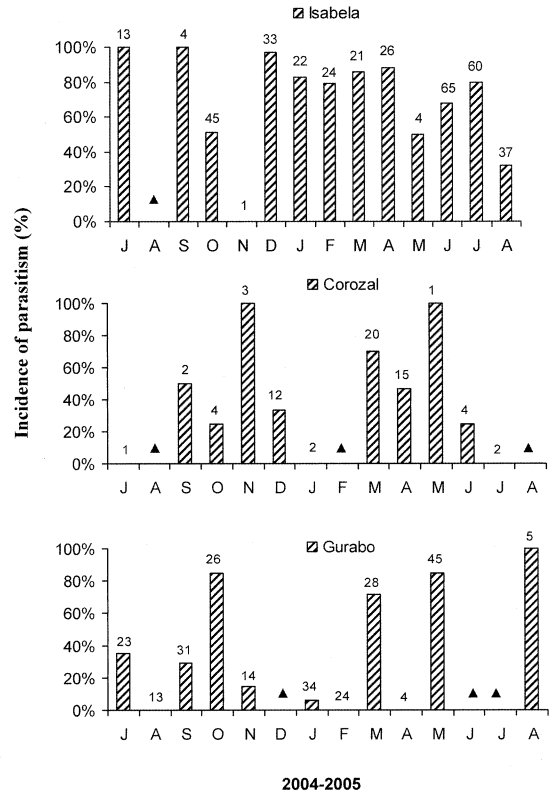 Isabela
13 4 33 22 24 21 26 60
65
45 4
37
1
100%
80%
60%
40%
20%
0%
J A S O N D J F M A M J J A
Incidence of parasitism (%)
Corozal
3 1
20
2 15
12
4 4
1 2 2
100%
80%
60%
40%
20%
0%
J A S O N D J F M A M J J A
Gurabo
26 45 5
28
23 31
14
13 34 24 4
100%
80%
60%
40%
20%
0%
J A S O N D J F M A M J J A
2004-2005